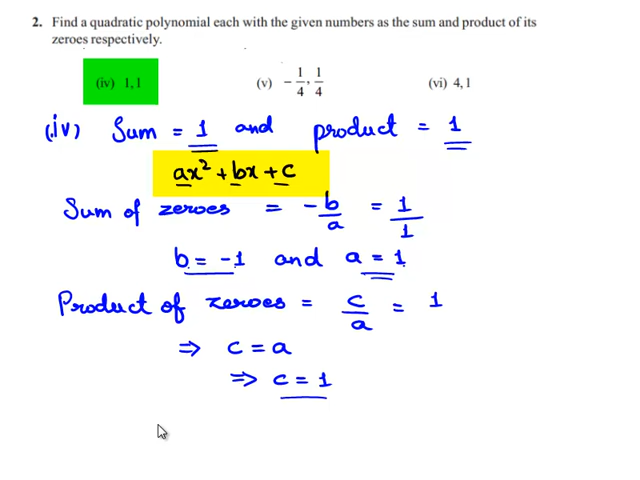 2. Find a quadratic polynomial each with the given numbers as the sum and product of its
zeroes respectively.
(iv) 1, 1 (v) -1/4, 1/4 (vi) 4, 1
(iv) Sum = 1 and product = 1
ax² + bx + c
Sum of zeroes = -b/a = 1/1
b = -1 and a = 1
Product of zeroes = c/a = 1
⇒ c = a
⇒ c = 1